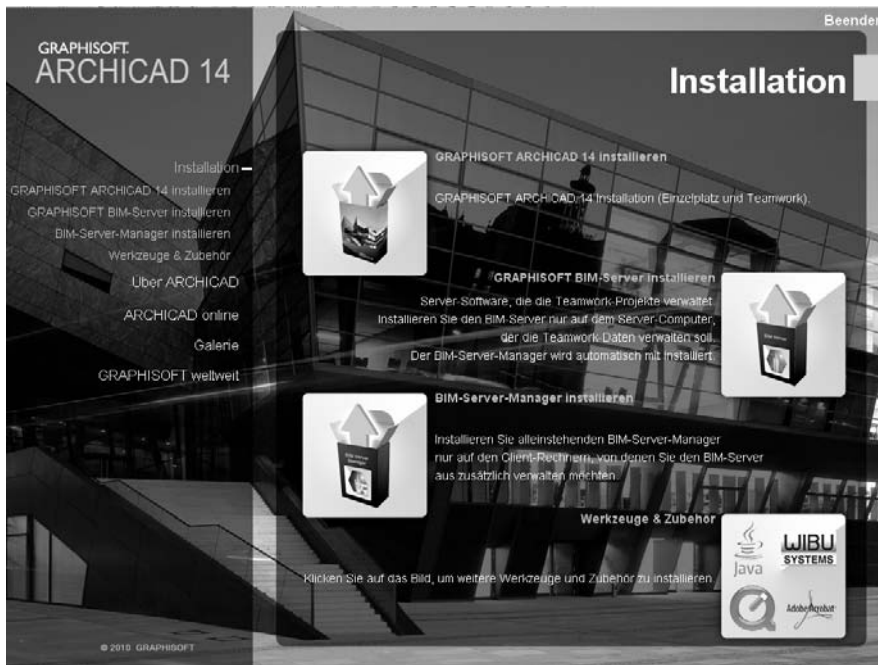 Beenden
GRAPHISOFT.
ARCHICAD 14
Installation
Installation
GRAPHISOFT ARCHICAD 14 installieren
GRAPHISOFT BIM-Server installieren
BIM-Server-Manager installieren
Werkzeuge & Zubehör
Über ARCHICAD
ARCHICAD online
Galerie
GRAPHISOFT weltweit
© 2010 GRAPHISOFT
GRAPHISOFT ARCHICAD 14 installieren
GRAPHISOFT ARCHICAD 14 Installation (Einzelplatz und Teamwork).
GRAPHISOFT BIM-Server installieren
Server-Software, die die Teamwork-Projekte verwaltet.
Installieren Sie den BIM-Server nur auf dem Server-Computer,
der die Teamwork-Daten verwalten soll.
Der BIM-Server-Manager wird automatisch mit installiert.
BIM-Server-Manager installieren
Installieren Sie alleinstehenden BIM-Server-Manager
nur auf den Client-Rechnern, von denen Sie den BIM-Server
aus zusätzlich verwalten möchten.
Werkzeuge & Zubehör
Klicken Sie auf das Bild, um weitere Werkzeuge und Zubehör zu installieren.
Java
WIBU
SYSTEMS
Adobe Acrobat